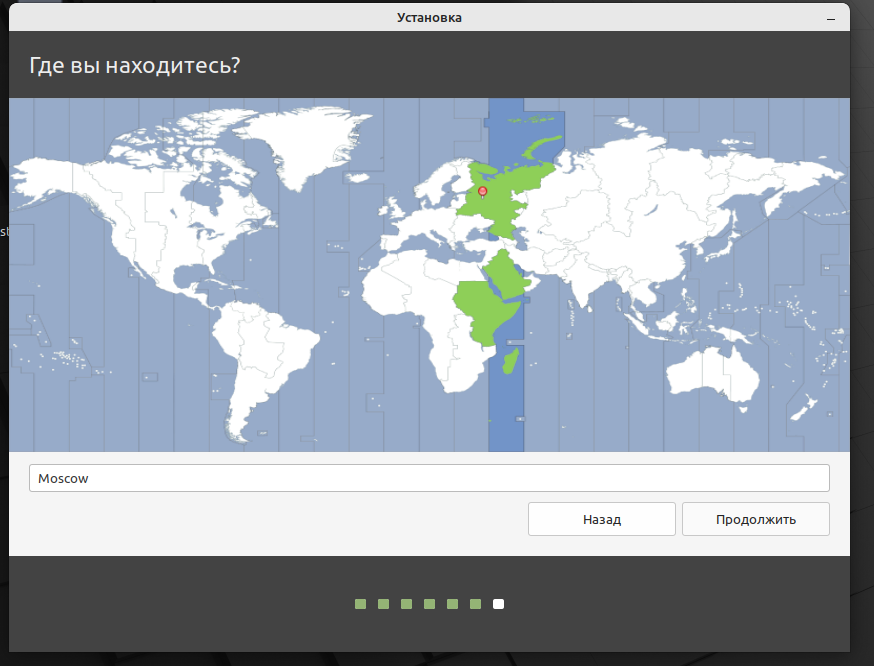 Установка
Где вы находитесь?
Moscow
Назад
Продолжить